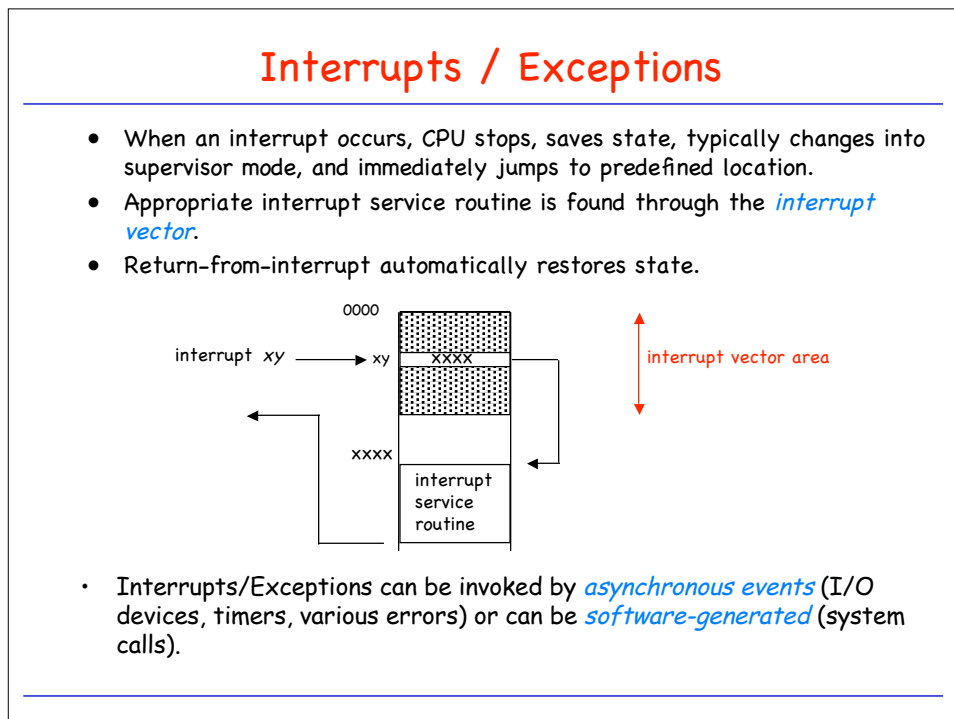 Interrupts / Exceptions
● When an interrupt occurs, CPU stops, saves state, typically changes into
supervisor mode, and immediately jumps to predefined location.
● Appropriate interrupt service routine is found through the interrupt
vector.
● Return-from-interrupt automatically restores state.
0000
interrupt xy
xy
xxxx
interrupt vector area
xxxx
interrupt
service
routine
• Interrupts/Exceptions can be invoked by asynchronous events (I/O
devices, timers, various errors) or can be software-generated (system
calls).